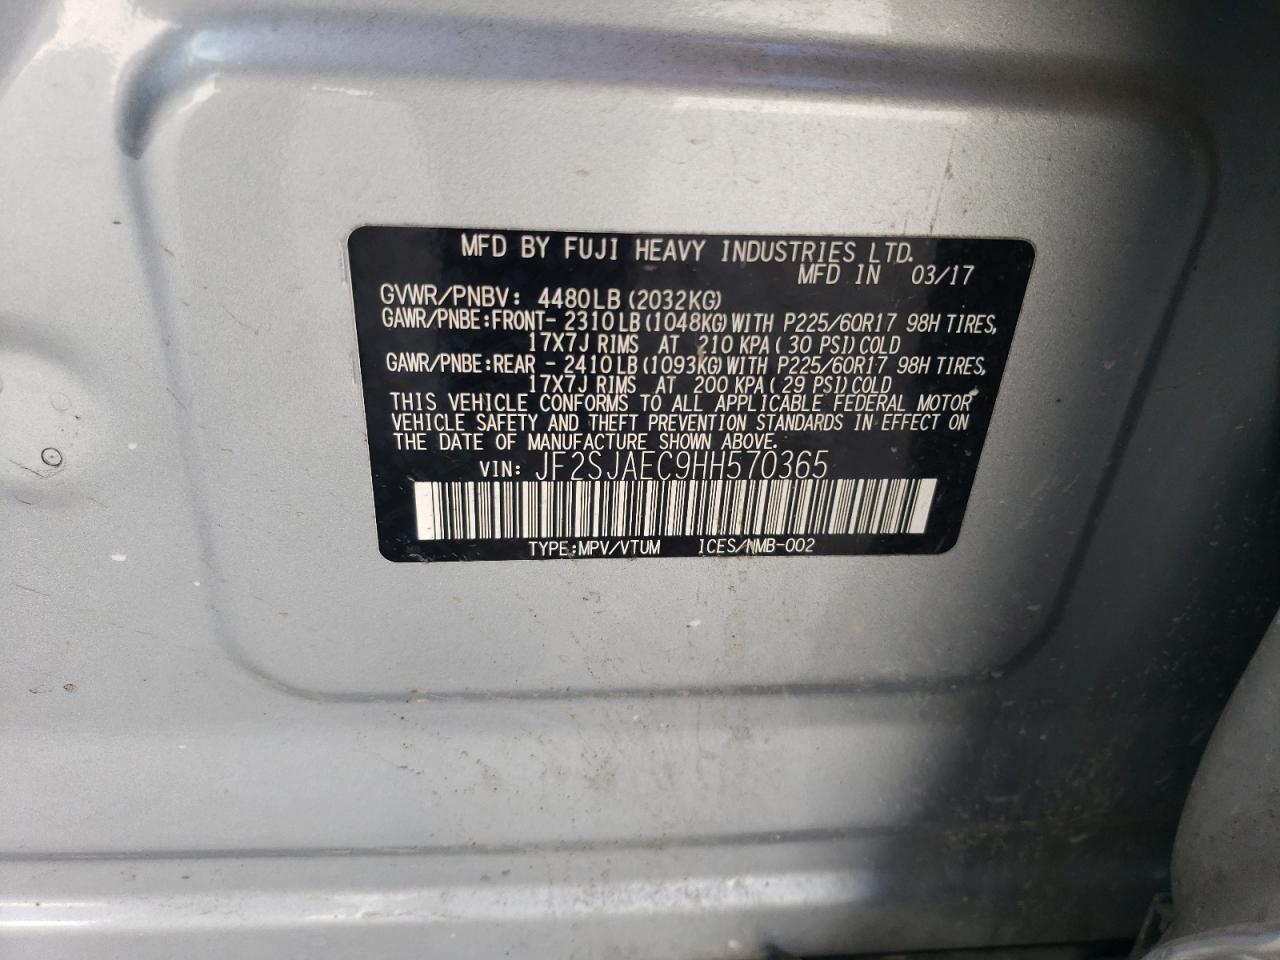 MFD BY FUJI HEAVY INDUSTRIES LTD.
MFD IN 03/17
GVWR/PNBV: 4480LB (2032KG)
GAWR/PNBE:FRONT- 2310LB (1048KG) WITH P225/60R17 98H TIRES,
17X7J RIMS AT 210 KPA ( 30 PSI) COLD
GAWR/PNBE:REAR - 2410LB (1093KG) WITH P225/60R17 98H TIRES,
17X7J RIMS AT 200 KPA ( 29 PSI) COLD
THIS VEHICLE CONFORMS TO ALL APPLICABLE FEDERAL MOTOR
VEHICLE SAFETY AND THEFT PREVENTION STANDARDS IN EFFECT ON
THE DATE OF MANUFACTURE SHOWN ABOVE.
VIN: JF2SJAEC9HH570365
TYPE:MPV/VTUM ICES/NMB-002